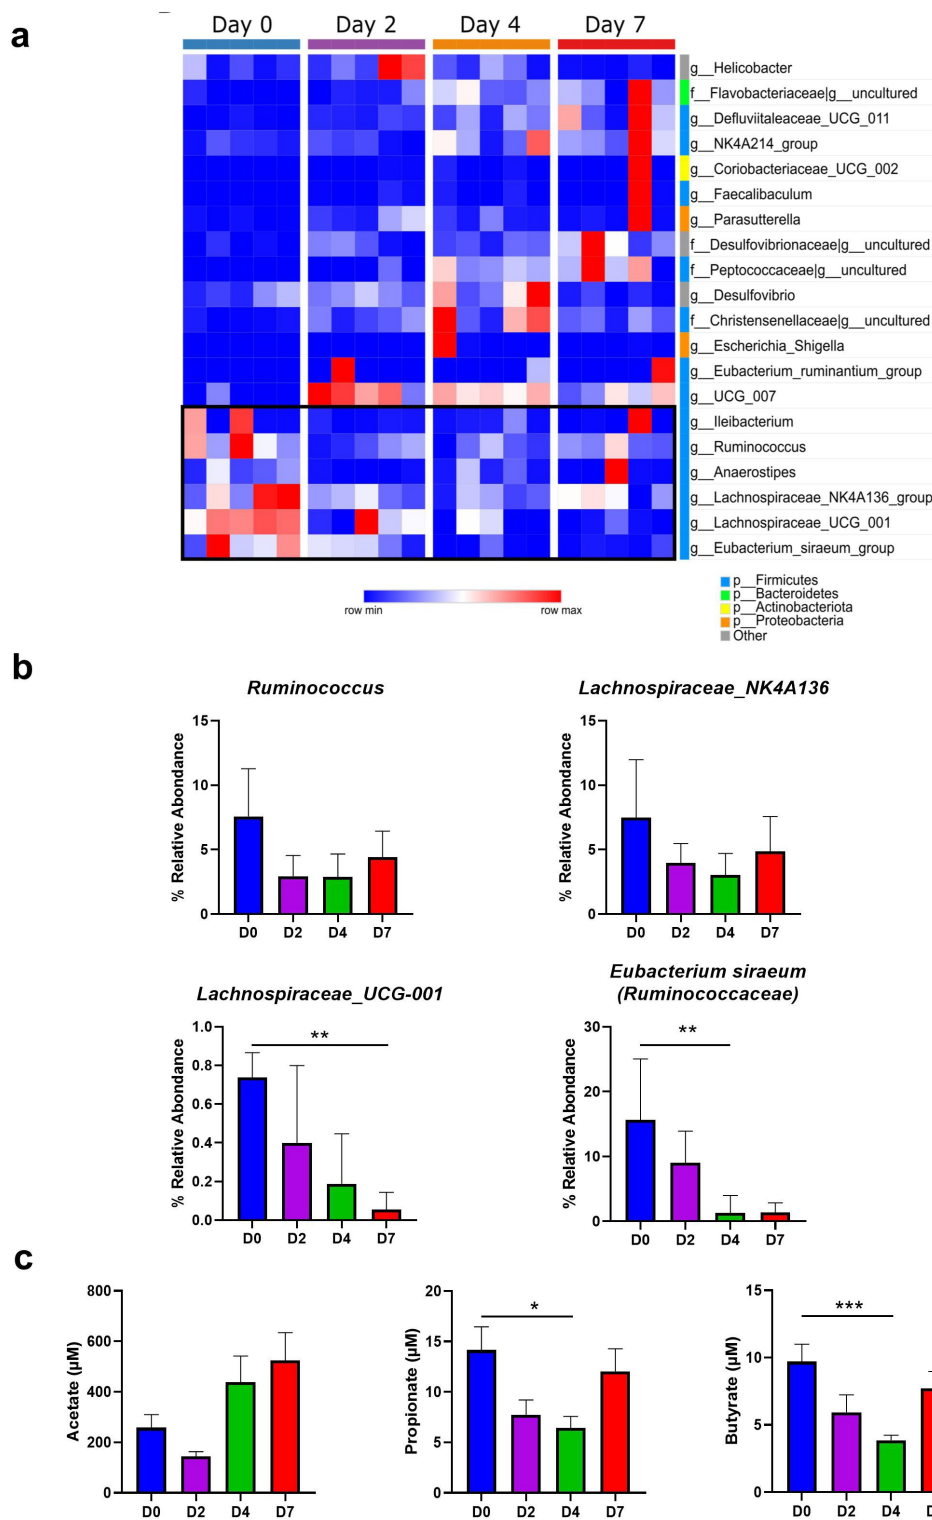 a
Day 0 Day 2 Day 4 Day 7
g__Helicobacter
f__Flavobacteriaceae|g__uncultured
g__Defluviitaleaceae_UCG_011
g__NK4A214_group
g__Coriobacteriaceae_UCG_002
g__Faecalibaculum
g__Parasutterella
f__Desulfovibrionaceae|g__uncultured
f__Peptococcaceae|g__uncultured
g__Desulfovibrio
f__Christensenellaceae|g__uncultured
g__Escherichia_Shigella
g__Eubacterium_ruminantium_group
g__UCG_007
g__Ileibacterium
g__Ruminococcus
g__Anaerostipes
g__Lachnospiraceae_NK4A136_group
g__Lachnospiraceae_UCG_001
g__Eubacterium_siraeum_group
row min row max
p__Firmicutes
p__Bacteroidetes
p__Actinobacteriota
p__Proteobacteria
Other
b
Ruminococcus
% Relative Abundance
15
10
5
0
D0 D2 D4 D7
Lachnospiraceae_NK4A136
% Relative Abundance
15
10
5
0
D0 D2 D4 D7
Lachnospiraceae_UCG-001
% Relative Abundance
1.0
0.8
0.6
0.4
0.2
0.0
**
D0 D2 D4 D7
Eubacterium siraeum
(Ruminococcaceae)
% Relative Abundance
30
20
10
0
**
D0 D2 D4 D7
c
Acetate (µM)
800
600
400
200
0
D0 D2 D4 D7
Propionate (µM)
20
15
10
5
0
*
D0 D2 D4 D7
Butyrate (µM)
15
10
5
0
***
D0 D2 D4